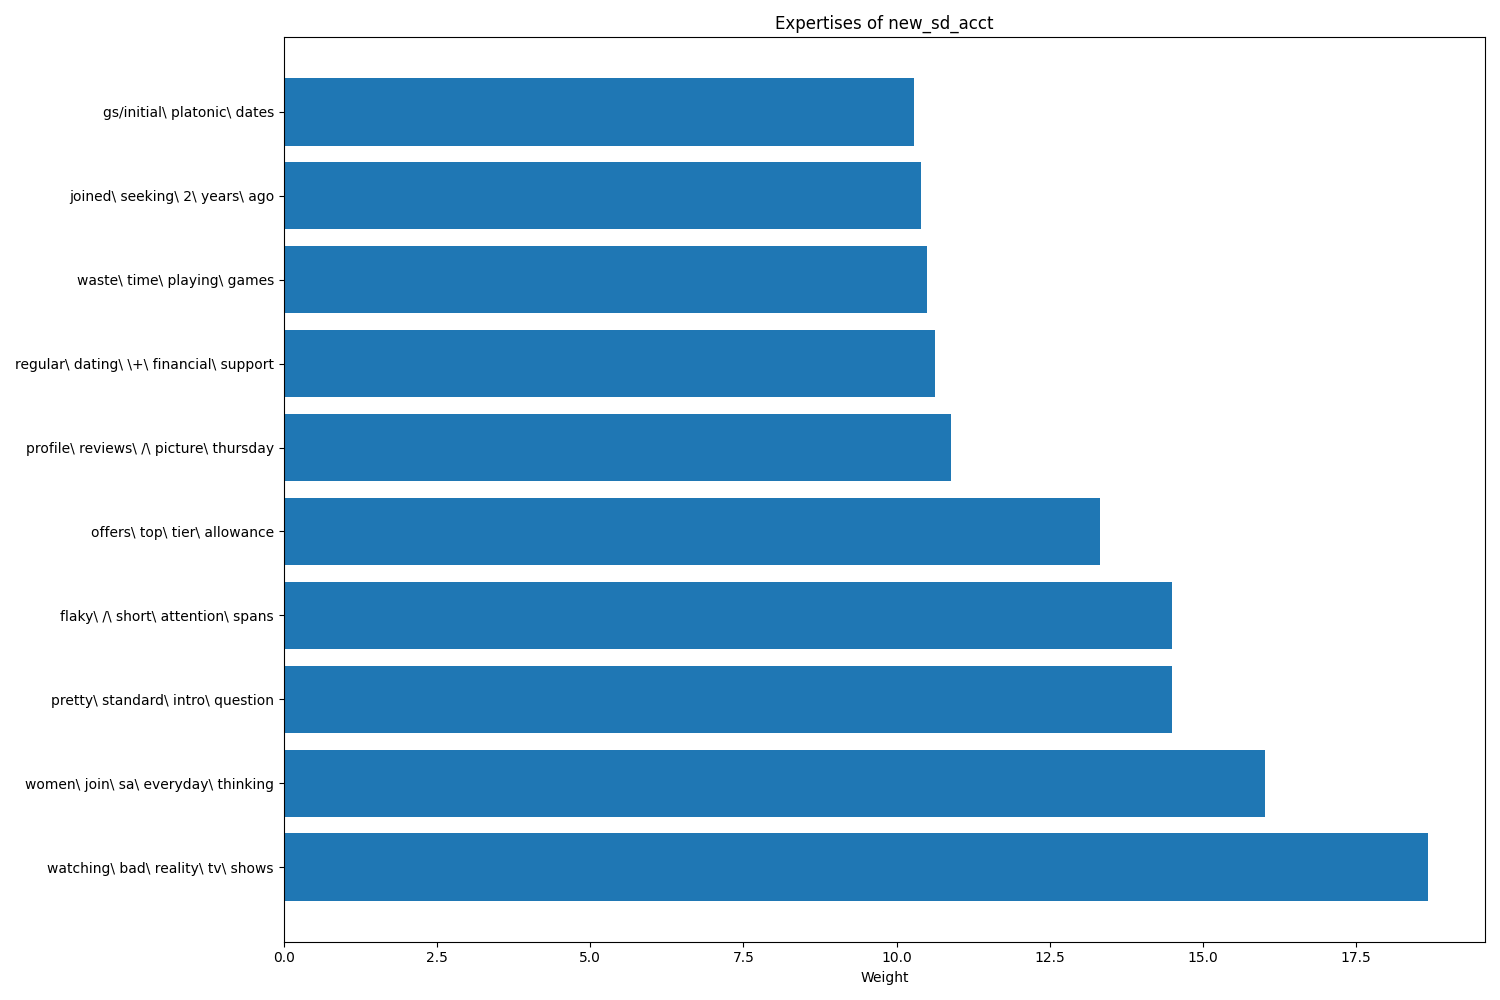 Expertises of new_sd_acct
gs/initial\ platonic\ dates
joined\ seeking\ 2\ years\ ago
waste\ time\ playing\ games
regular\ dating\ \+\ financial\ support
profile\ reviews\ /\ picture\ thursday
offers\ top\ tier\ allowance
flaky\ /\ short\ attention\ spans
pretty\ standard\ intro\ question
women\ join\ sa\ everyday\ thinking
watching\ bad\ reality\ tv\ shows
0.0 2.5 5.0 7.5 10.0 12.5 15.0 17.5
Weight